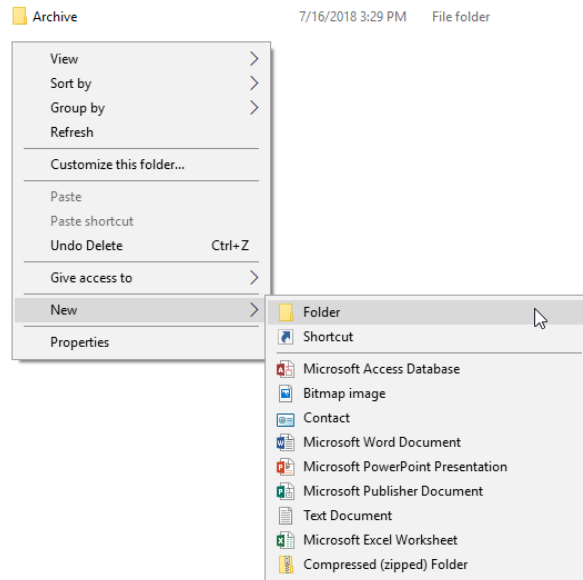 Archive 7/16/2018 3:29 PM File folder
View
Sort by
Group by
Refresh
Customize this folder...
Paste
Paste shortcut
Undo Delete Ctrl+Z
Give access to
New
Properties
Folder
Shortcut
Microsoft Access Database
Bitmap image
Contact
Microsoft Word Document
Microsoft PowerPoint Presentation
Microsoft Publisher Document
Text Document
Microsoft Excel Worksheet
Compressed (zipped) Folder